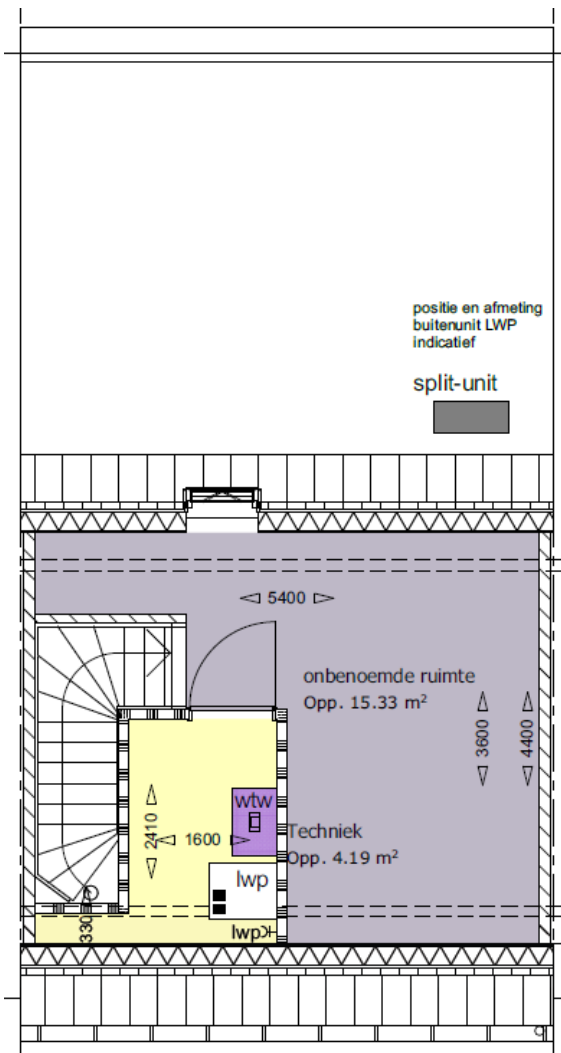 positie en afmeting
buitenunit LWP
indicatief
split-unit
5400
onbenoemde ruimte
Opp. 15.33 m²
3600
4400
wtw
2410
1600
Techniek
Opp. 4.19 m²
lwp
lwp
330